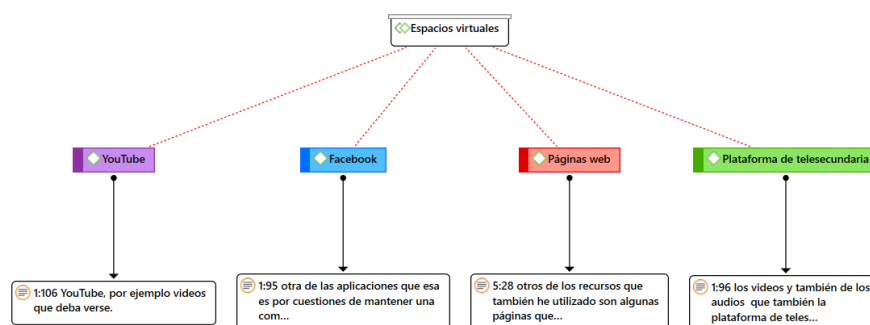 Espacios virtuales
YouTube
Facebook
Páginas web
Plataforma de telesecundaria
1:106 YouTube, por ejemplo videos
que deba verse.
1:95 otra de las aplicaciones que esa
es por cuestiones de mantener una
com...
5:28 otros de los recursos que
también he utilizado son algunas
páginas que...
1:96 los videos y también de los
audios que también la
plataforma de teles...